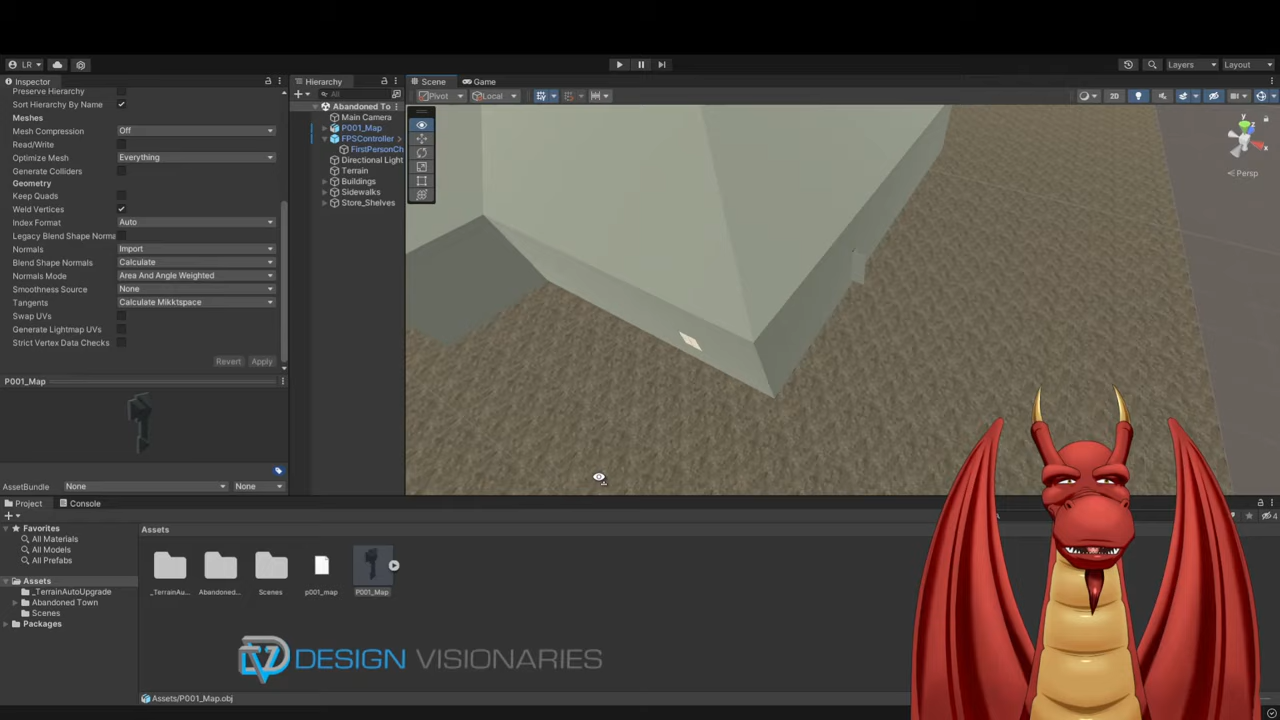 LR
Layers
Layout
Inspector
Hierarchy
Scene
Game
All
Pivot
Local
2D
Preserve Hierarchy
Sort Hierarchy By Name
Meshes
Mesh Compression
Off
Read/Write
Optimize Mesh
Everything
Generate Colliders
Geometry
Keep Quads
Weld Vertices
Index Format
Auto
Legacy Blend Shape Norma
Normals
Import
Blend Shape Normals
Calculate
Normals Mode
Area And Angle Weighted
Smoothness Source
None
Tangents
Calculate Mikktspace
Swap UVs
Generate Lightmap UVs
Strict Vertex Data Checks
Revert
Apply
P001_Map
AssetBundle
None
None
Abandoned To
Main Camera
P001_Map
FPSController
FirstPersonCh
Directional Light
Terrain
Buildings
Sidewalks
Store_Shelves
y
x
Persp
Project
Console
Favorites
All Materials
All Models
All Prefabs
Assets
_TerrainAutoUpgrade
Abandoned Town
Scenes
Packages
Assets
_TerrainAu...
Abandoned...
Scenes
p001_map
P001_Map
DESIGN VISIONARIES
Assets/P001_Map.obj
4